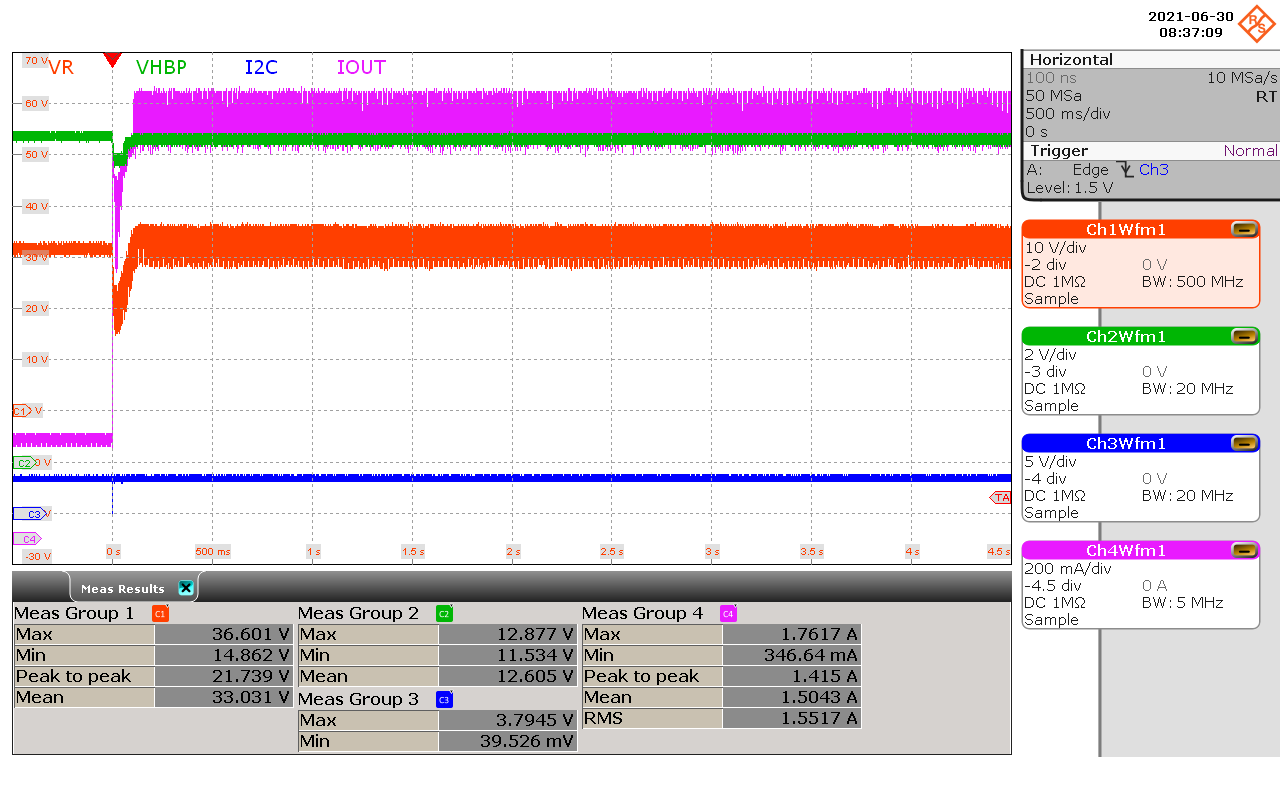 2021-06-30
08:37:09
R&S
VR VHBP I2C IOUT
70 V
60 V
50 V
40 V
30 V
20 V
10 V
C1 V
C2 0 V
C3 V
C4
-30 V
TA
0 s 500 ms 1 s 1.5 s 2 s 2.5 s 3 s 3.5 s 4 s 4.5 s
Horizontal
100 ns 10 MSa/s
50 MSa RT
500 ms/div
0 s
Trigger Normal
A: Edge Ch3
Level: 1.5 V
Ch1Wfm1
10 V/div
-2 div 0 V
DC 1MΩ BW: 500 MHz
Sample
Ch2Wfm1
2 V/div
-3 div 0 V
DC 1MΩ BW: 20 MHz
Sample
Ch3Wfm1
5 V/div
-4 div 0 V
DC 1MΩ BW: 20 MHz
Sample
Ch4Wfm1
200 mA/div
-4.5 div 0 A
DC 1MΩ BW: 5 MHz
Sample
Meas Results
Meas Group 1 C1
Max 36.601 V
Min 14.862 V
Peak to peak 21.739 V
Mean 33.031 V
Meas Group 2 C2
Max 12.877 V
Min 11.534 V
Mean 12.605 V
Meas Group 3 C3
Max 3.7945 V
Min 39.526 mV
Meas Group 4 C4
Max 1.7617 A
Min 346.64 mA
Peak to peak 1.415 A
Mean 1.5043 A
RMS 1.5517 A